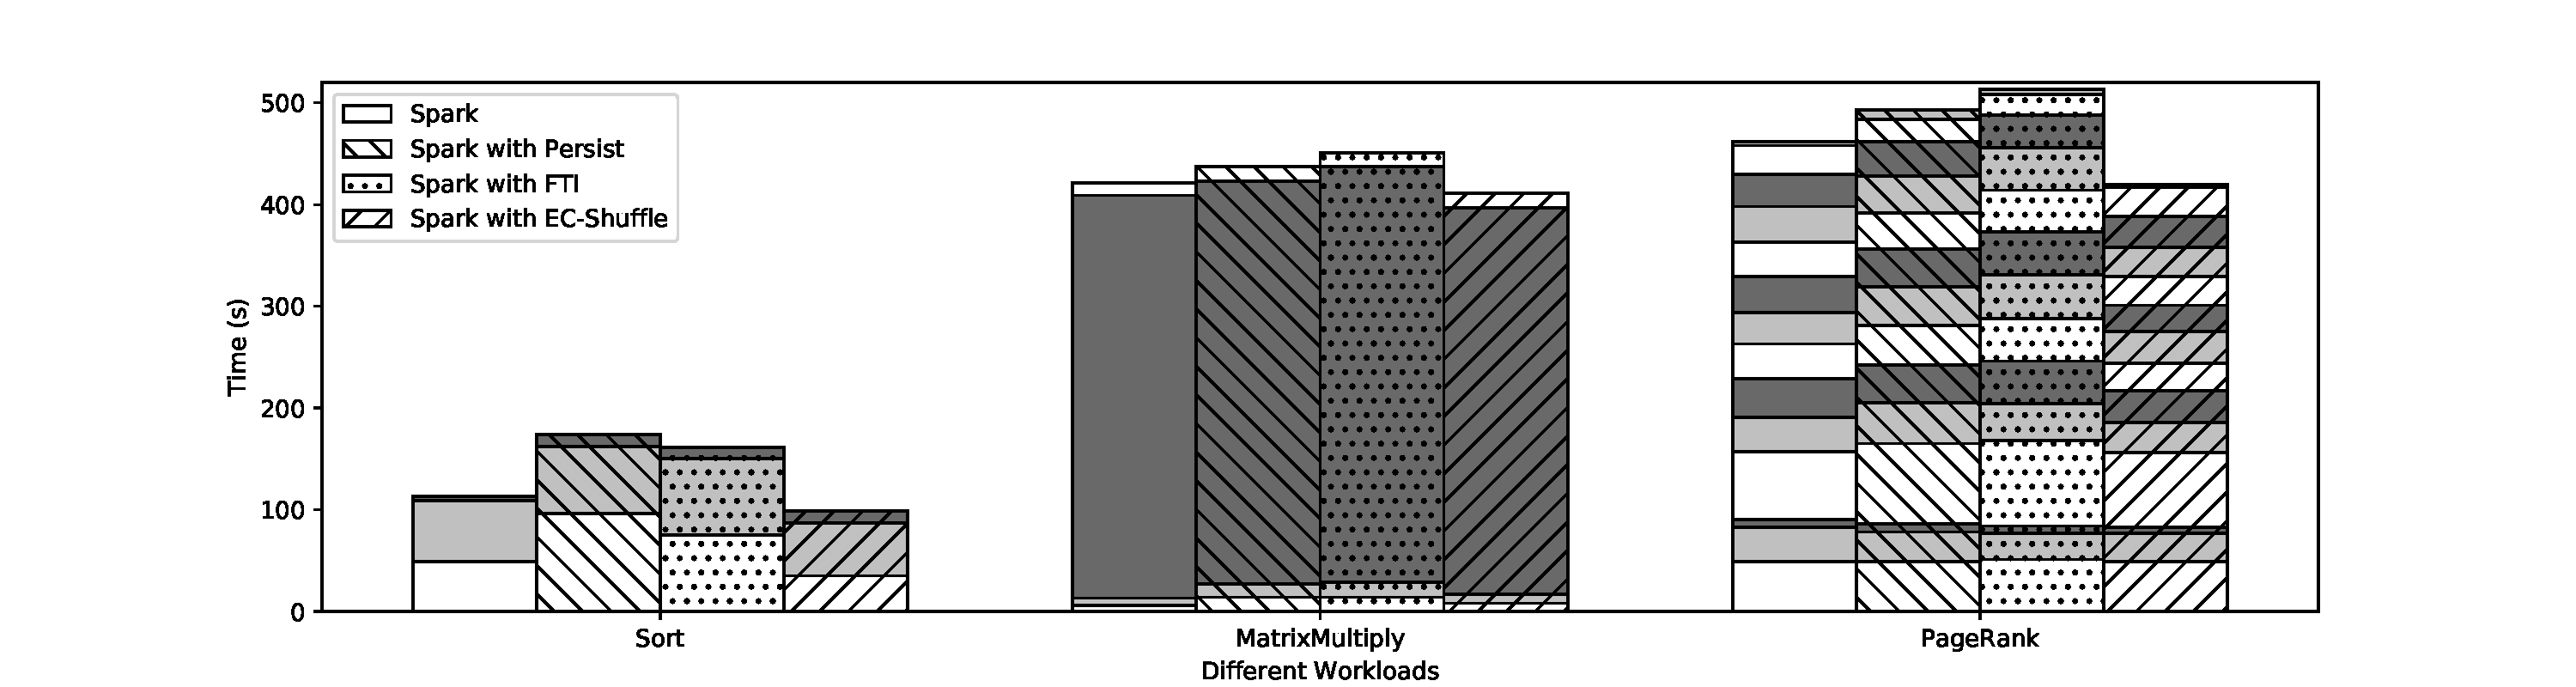 500
400
300
200
100
0
Time (s)
Spark
Spark with Persist
Spark with FTI
Spark with EC-Shuffle
Sort
MatrixMultiply
PageRank
Different Workloads